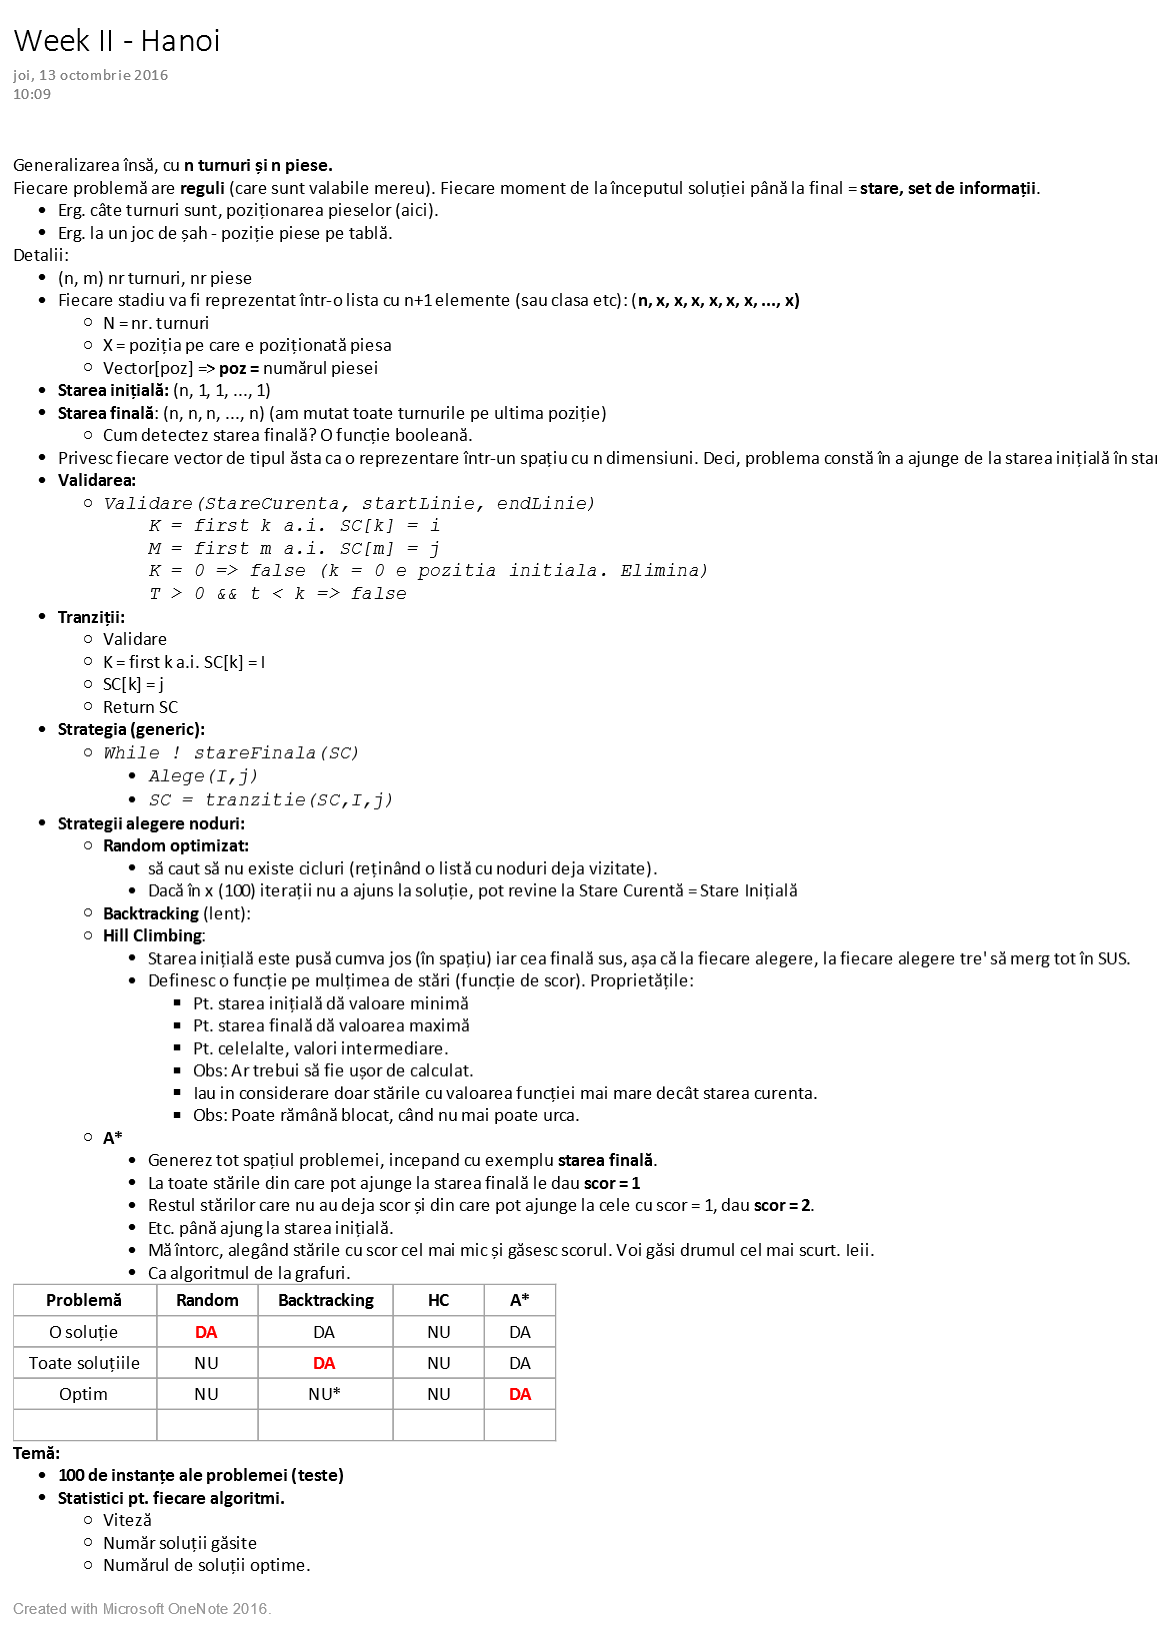 Week II - Hanoi
joi, 13 octombrie 2016
10:09
Generalizarea însă, cu n turnuri și n piese.
Fiecare problemă are reguli (care sunt valabile mereu). Fiecare moment de la începutul soluției până la final = stare, set de informații.
• Erg. câte turnuri sunt, poziționarea pieselor (aici).
• Erg. la un joc de șah - poziție piese pe tablă.
Detalii:
• (n, m) nr turnuri, nr piese
• Fiecare stadiu va fi reprezentat într-o lista cu n+1 elemente (sau clasa etc): (n, x, x, x, x, x, x, ..., x)
○ N = nr. turnuri
○ X = poziția pe care e poziționată piesa
○ Vector[poz] => poz = numărul piesei
• Starea inițială: (n, 1, 1, ..., 1)
• Starea finală: (n, n, n, ..., n) (am mutat toate turnurile pe ultima poziție)
○ Cum detectez starea finală? O funcție booleană.
• Privesc fiecare vector de tipul ăsta ca o reprezentare într-un spațiu cu n dimensiuni. Deci, problema constă în a ajunge de la starea inițială în star
• Validarea:
○ Validare(StareCurenta, startLinie, endLinie)
K = first k a.i. SC[k] = i
M = first m a.i. SC[m] = j
K = 0 => false (k = 0 e pozitia initiala. Elimina)
T > 0 && t < k => false
• Tranziții:
○ Validare
○ K = first k a.i. SC[k] = I
○ SC[k] = j
○ Return SC
• Strategia (generic):
○ While ! stareFinala(SC)
• Alege(I,j)
• SC = tranzitie(SC,I,j)
• Strategii alegere noduri:
○ Random optimizat:
• să caut să nu existe cicluri (reținând o listă cu noduri deja vizitate).
• Dacă în x (100) iterații nu a ajuns la soluție, pot revine la Stare Curentă = Stare Inițială
○ Backtracking (lent):
○ Hill Climbing:
• Starea inițială este pusă cumva jos (în spațiu) iar cea finală sus, așa că la fiecare alegere, la fiecare alegere tre' să merg tot în SUS.
• Definesc o funcție pe mulțimea de stări (funcție de scor). Proprietățile:
▪ Pt. starea inițială dă valoare minimă
▪ Pt. starea finală dă valoarea maximă
▪ Pt. celelalte, valori intermediare.
▪ Obs: Ar trebui să fie ușor de calculat.
▪ Iau in considerare doar stările cu valoarea funcției mai mare decât starea curenta.
▪ Obs: Poate rămână blocat, când nu mai poate urca.
○ A*
• Generez tot spațiul problemei, incepand cu exemplu starea finală.
• La toate stările din care pot ajunge la starea finală le dau scor = 1
• Restul stărilor care nu au deja scor și din care pot ajunge la cele cu scor = 1, dau scor = 2.
• Etc. până ajung la starea inițială.
• Mă întorc, alegând stările cu scor cel mai mic și găsesc scorul. Voi găsi drumul cel mai scurt. Ieii.
• Ca algoritmul de la grafuri.
Problemă Random Backtracking HC A*
O soluție DA DA NU DA
Toate soluțiile NU DA NU DA
Optim NU NU* NU DA
Temă:
• 100 de instanțe ale problemei (teste)
• Statistici pt. fiecare algoritmi.
○ Viteză
○ Număr soluții găsite
○ Numărul de soluții optime.
Created with Microsoft OneNote 2016.